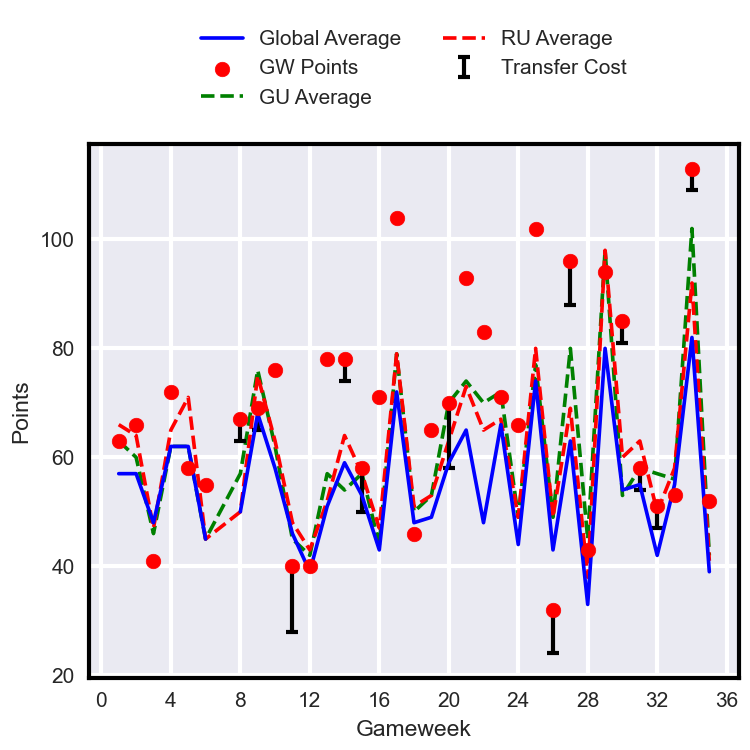 Global Average
GW Points
GU Average
RU Average
Transfer Cost
100
80
60
40
20
Points
0 4 8 12 16 20 24 28 32 36
Gameweek